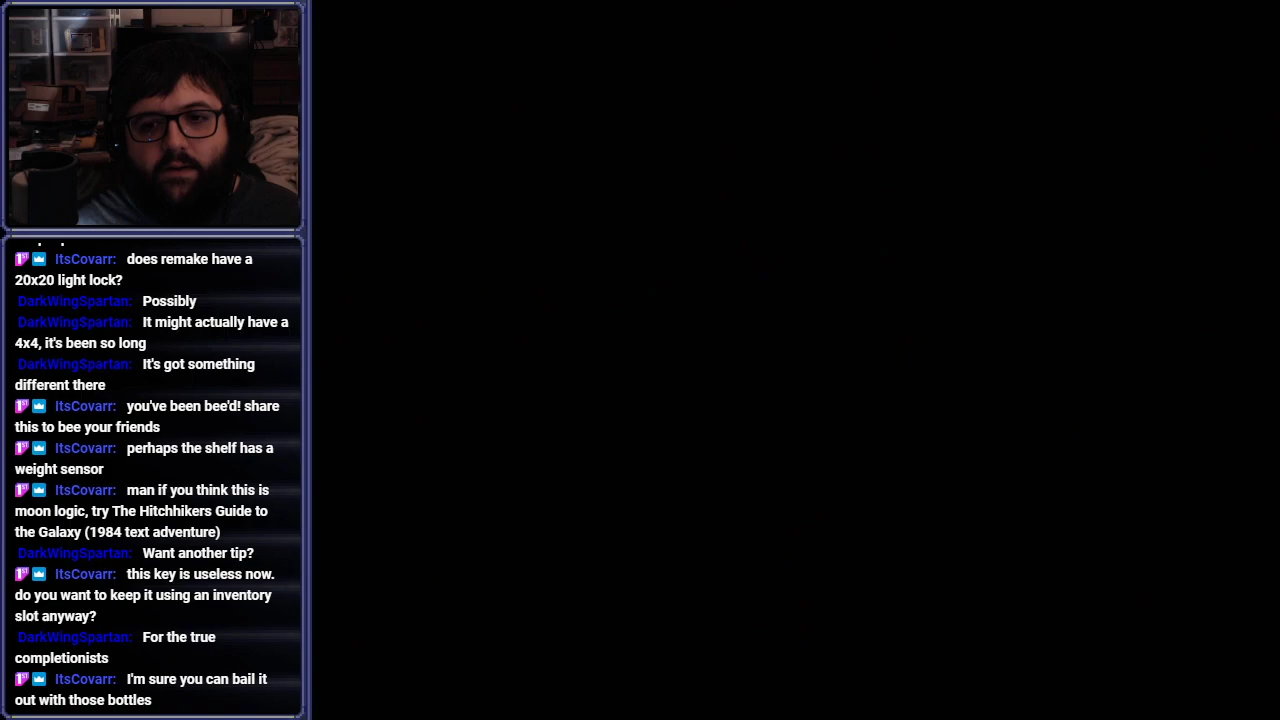 ItsCovarr: does remake have a
20x20 light lock?
DarkWingSpartan: Possibly
DarkWingSpartan: It might actually have a
4x4, it's been so long
DarkWingSpartan: It's got something
different there
ItsCovarr: you've been bee'd! share
this to bee your friends
ItsCovarr: perhaps the shelf has a
weight sensor
ItsCovarr: man if you think this is
moon logic, try The Hitchhikers Guide to
the Galaxy (1984 text adventure)
DarkWingSpartan: Want another tip?
ItsCovarr: this key is useless now.
do you want to keep it using an inventory
slot anyway?
DarkWingSpartan: For the true
completionists
ItsCovarr: I'm sure you can bail it
out with those bottles